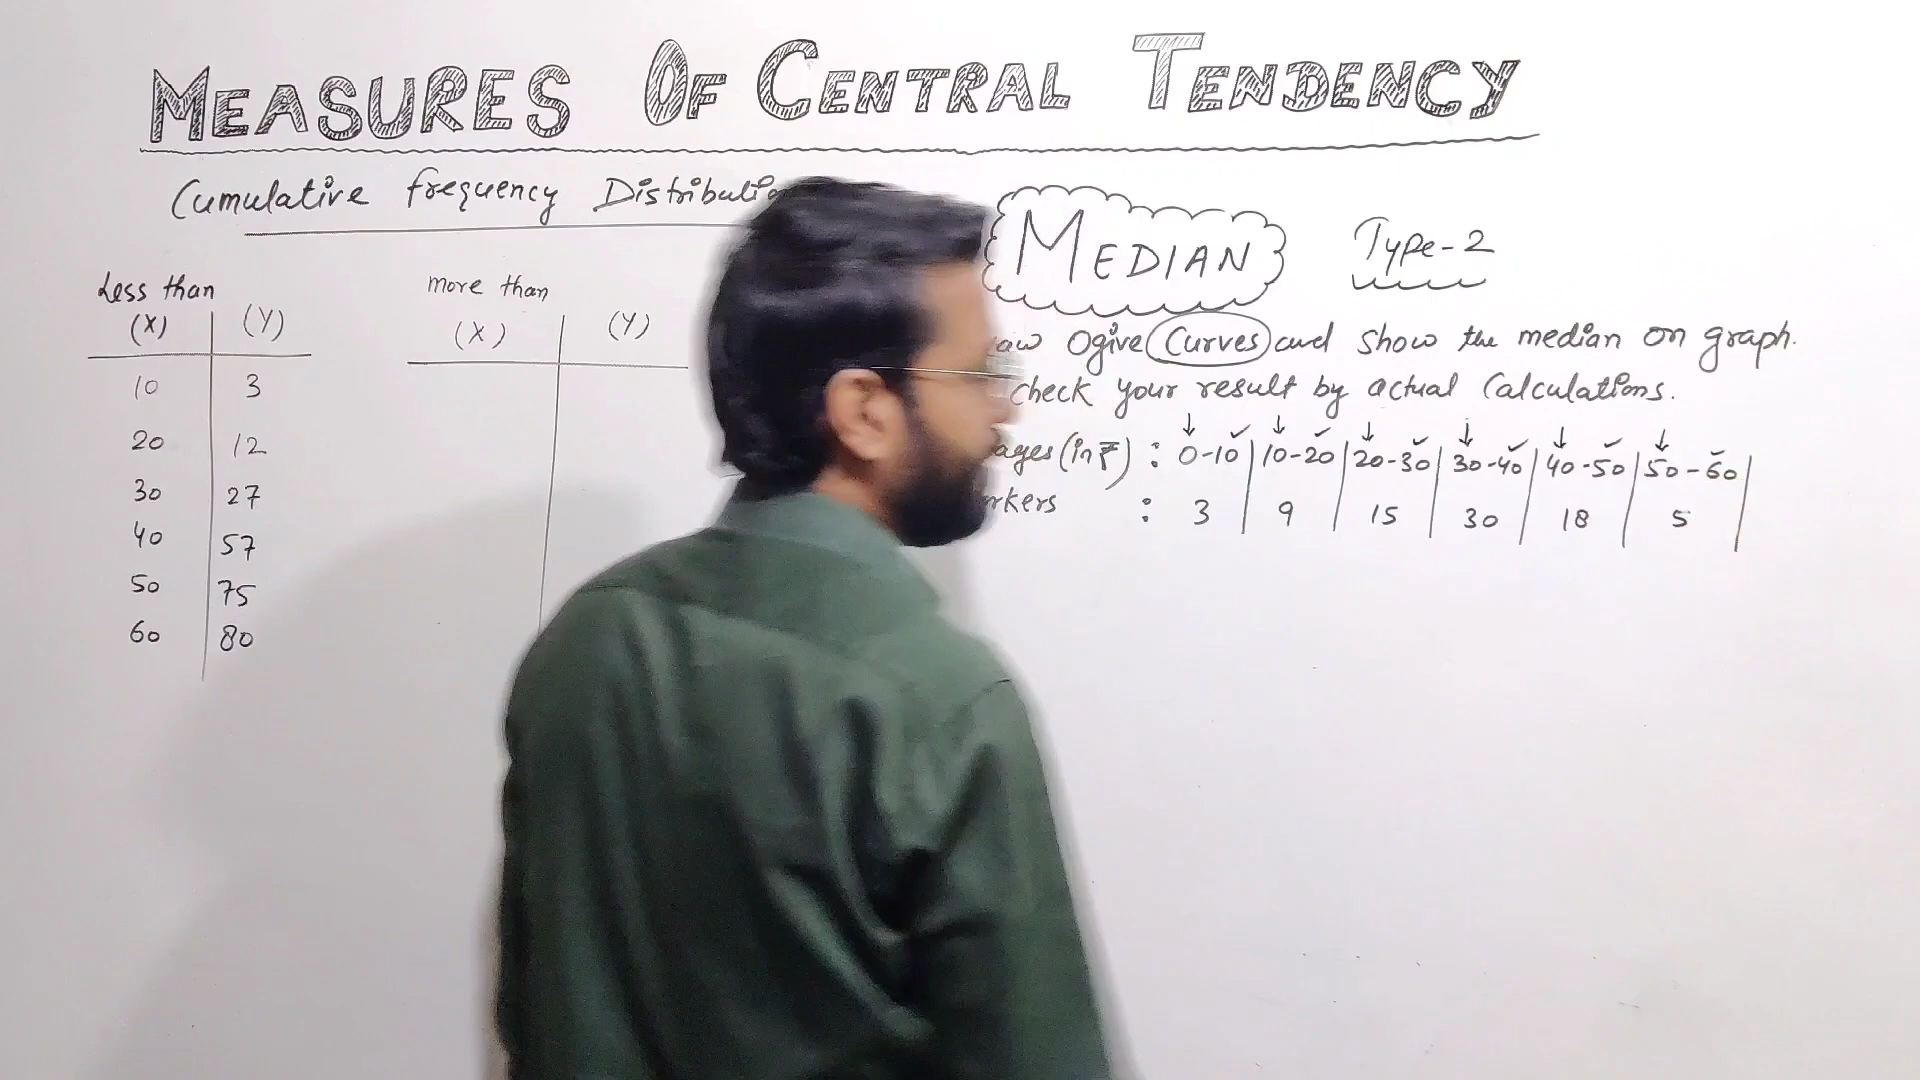 MEASURES OF CENTRAL TENDENCY
Cumulative frequency
MEDIAN Type-2
Less than more than
(X) (Y) (X) (Y)
10 3
20 12
30 27
40 57
50 75
60 80
Ogive Curves and show the median on graph.
check your result by actual Calculations.
(in ₹) : 0-10 | 10-20 | 20-30 | 30-40 | 40-50 | 50-60
: 3 | 9 | 15 | 30 | 18 | 5